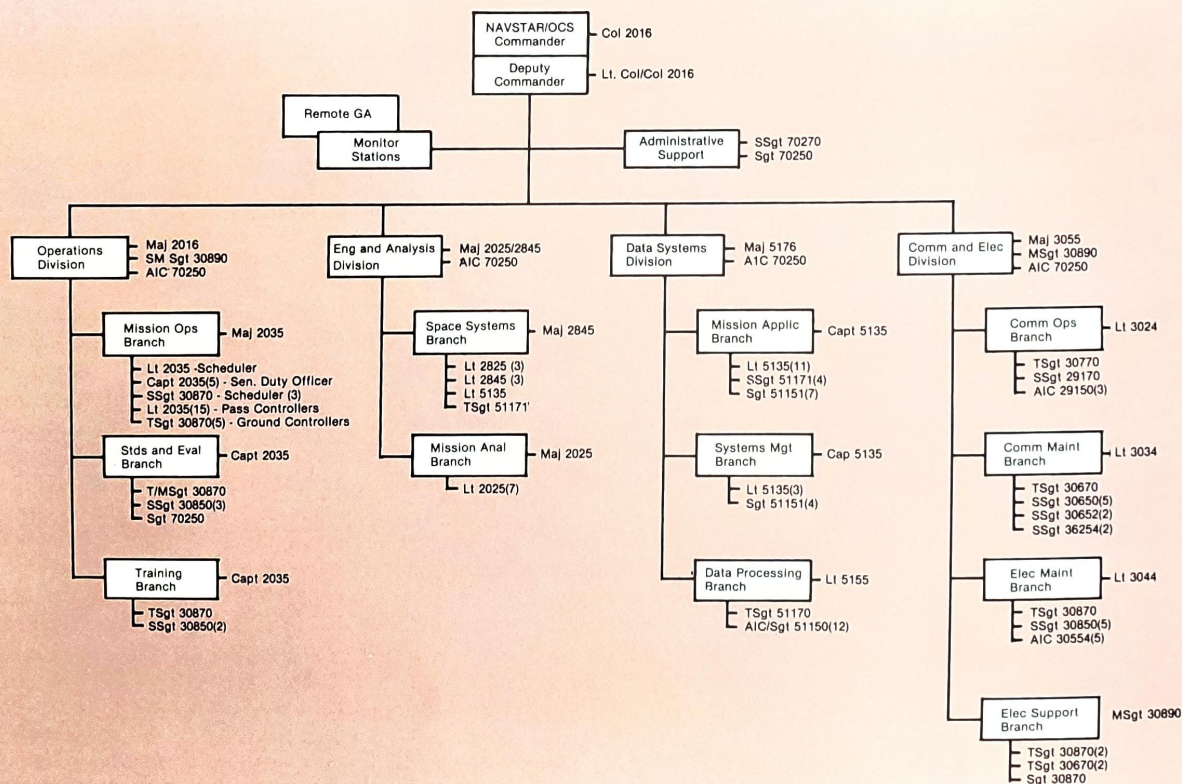 NAVSTAR/OCS
Commander
Col 2016
Deputy
Commander
Lt. Col/Col 2016
Remote GA
Monitor
Stations
Administrative
Support
SSgt 70270
Sgt 70250
Operations
Division
Maj 2016
SM Sgt 30890
AIC 70250
Mission Ops
Branch
Maj 2035
Lt 2035 -Scheduler
Capt 2035(5) - Sen. Duty Officer
SSgt 30870 - Scheduler (3)
Lt 2035(15) - Pass Controllers
TSgt 30870(5) - Ground Controllers
Stds and Eval
Branch
Capt 2035
T/MSgt 30870
SSgt 30850(3)
Sgt 70250
Training
Branch
Capt 2035
TSgt 30870
SSgt 30850(2)
Eng and Analysis
Division
Maj 2025/2845
AIC 70250
Space Systems
Branch
Maj 2845
Lt 2825 (3)
Lt 2845 (3)
Lt 5135
TSgt 51171'
Mission Anal
Branch
Maj 2025
Lt 2025(7)
Data Systems
Division
Maj 5176
A1C 70250
Mission Applic
Branch
Capt 5135
Lt 5135(11)
SSgt 51171(4)
Sgt 51151(7)
Systems Mgt
Branch
Cap 5135
Lt 5135(3)
Sgt 51151(4)
Data Processing
Branch
Lt 5155
TSgt 51170
AIC/Sgt 51150(12)
Comm and Elec
Division
Maj 3055
MSgt 30890
AIC 70250
Comm Ops
Branch
Lt 3024
TSgt 30770
SSgt 29170
AIC 29150(3)
Comm Maint
Branch
Lt 3034
TSgt 30670
SSgt 30650(5)
SSgt 30652(2)
SSgt 36254(2)
Elec Maint
Branch
Lt 3044
TSgt 30870
SSgt 30850(5)
AIC 30554(5)
Elec Support
Branch
MSgt 30890
TSgt 30870(2)
TSgt 30670(2)
Sgt 30870